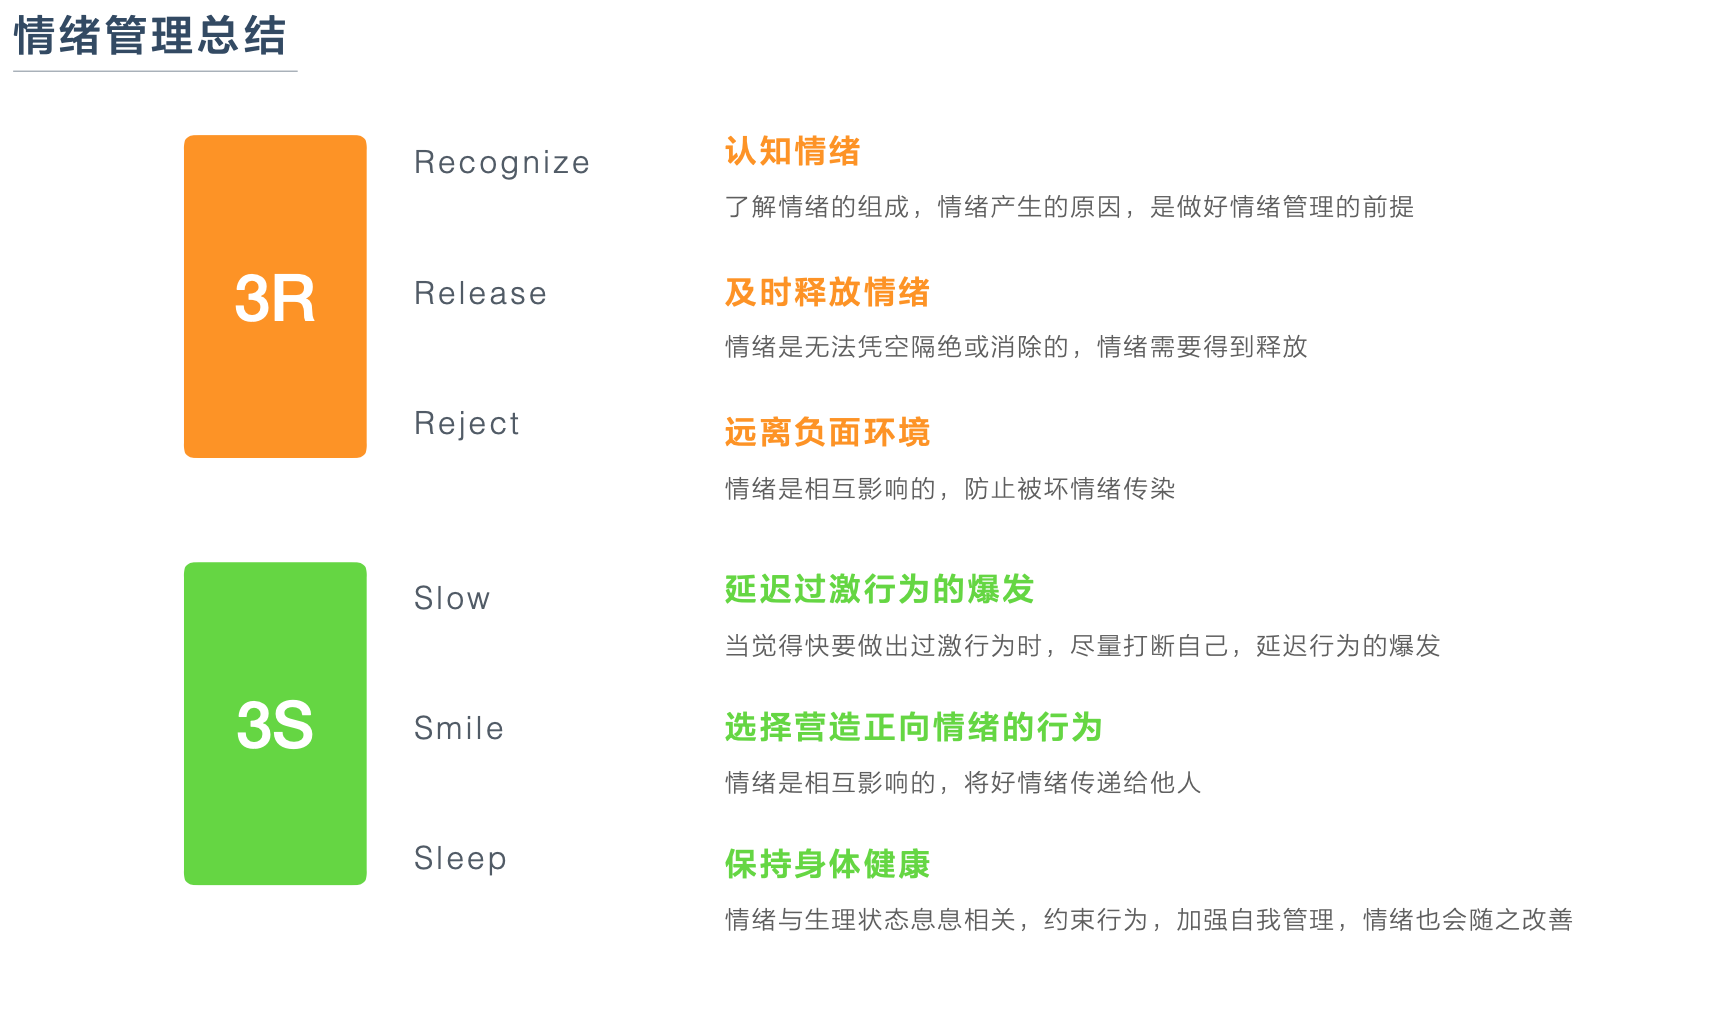 情绪管理总结
3R
Recognize
认知情绪
了解情绪的组成，情绪产生的原因，是做好情绪管理的前提
Release
及时释放情绪
情绪是无法凭空隔绝或消除的，情绪需要得到释放
Reject
远离负面环境
情绪是相互影响的，防止被坏情绪传染
3S
Slow
延迟过激行为的爆发
当觉得快要做出过激行为时，尽量打断自己，延迟行为的爆发
Smile
选择营造正向情绪的行为
情绪是相互影响的，将好情绪传递给他人
Sleep
保持身体健康
情绪与生理状态息息相关，约束行为，加强自我管理，情绪也会随之改善